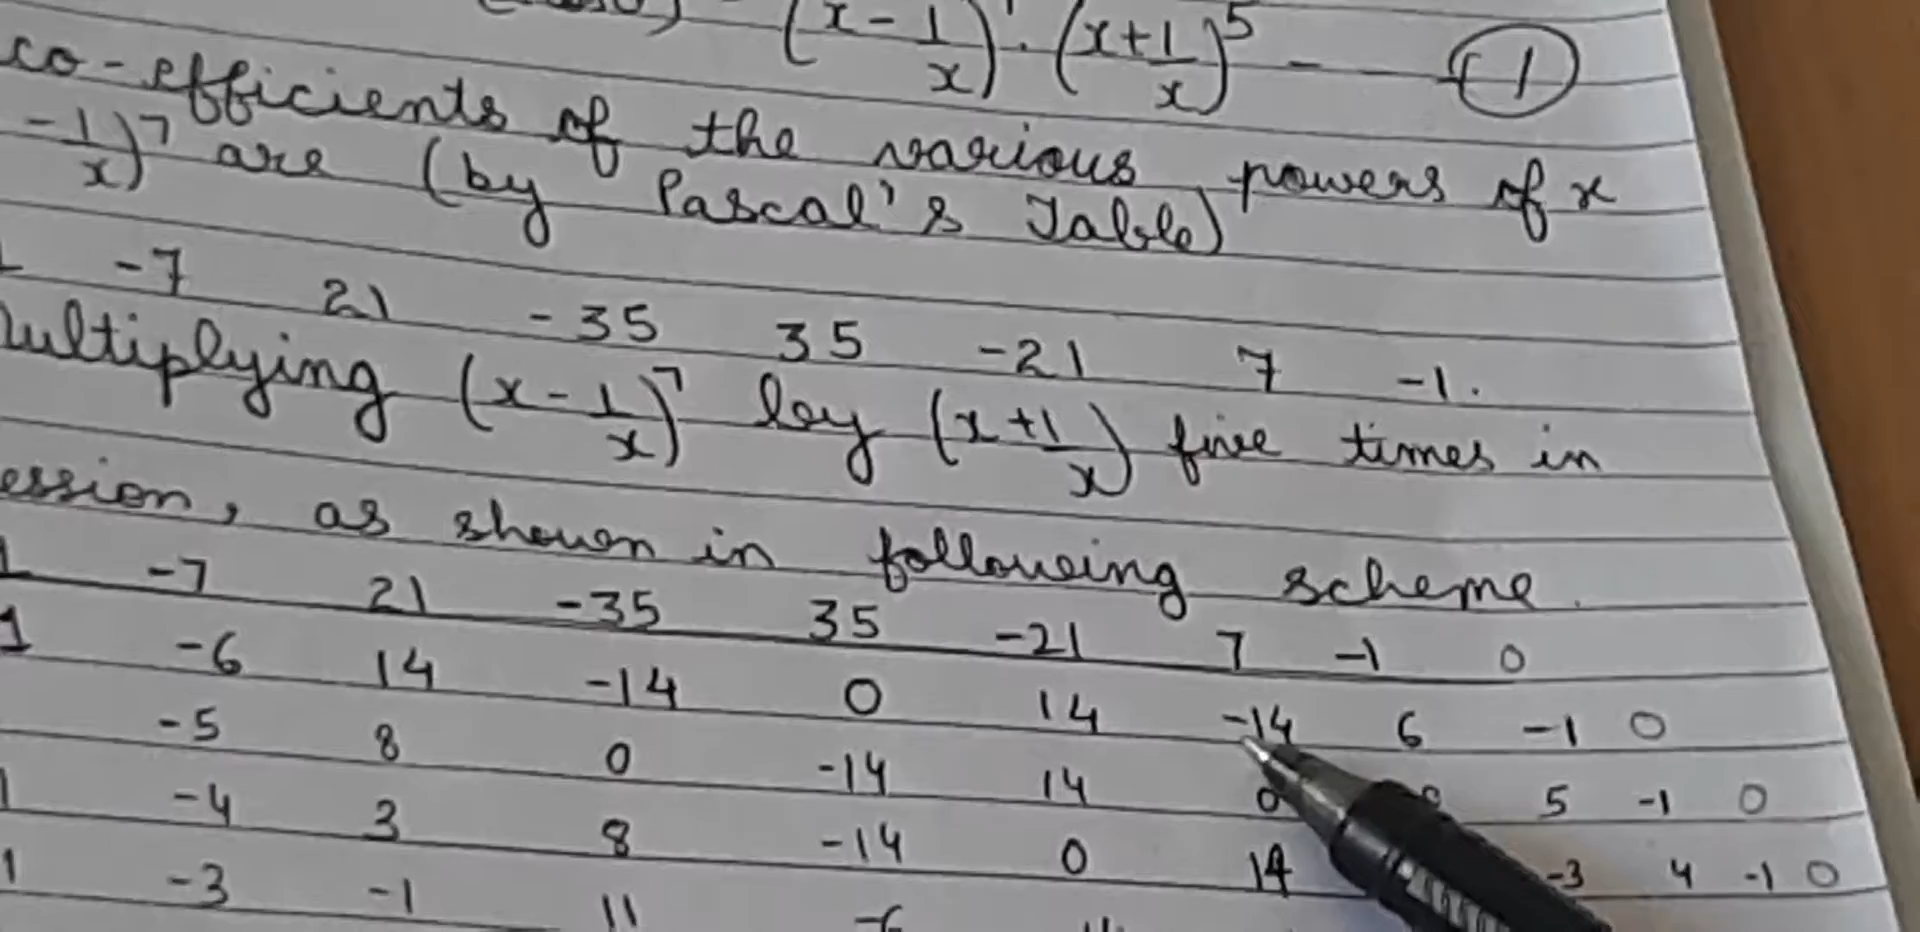 (x - 1/x)⁷ . (x + 1/x)⁵ - - - (1)
co-efficients of the various powers of x
- 1/x)⁷ are (by Pascal's Table)
1 -7 21 -35 35 -21 7 -1.
Multiplying (x - 1/x)⁷ by (x + 1/x) five times in
ession, as shown in following scheme.
1 -7 21 -35 35 -21 7 -1 0
1 -6 14 -14 0 14 -14 6 -1 0
-5 8 0 -14 14 0 5 -1 0
1 -4 3 8 -14 0 14 -3 4 -1 0
1 -3 -1 11 -6